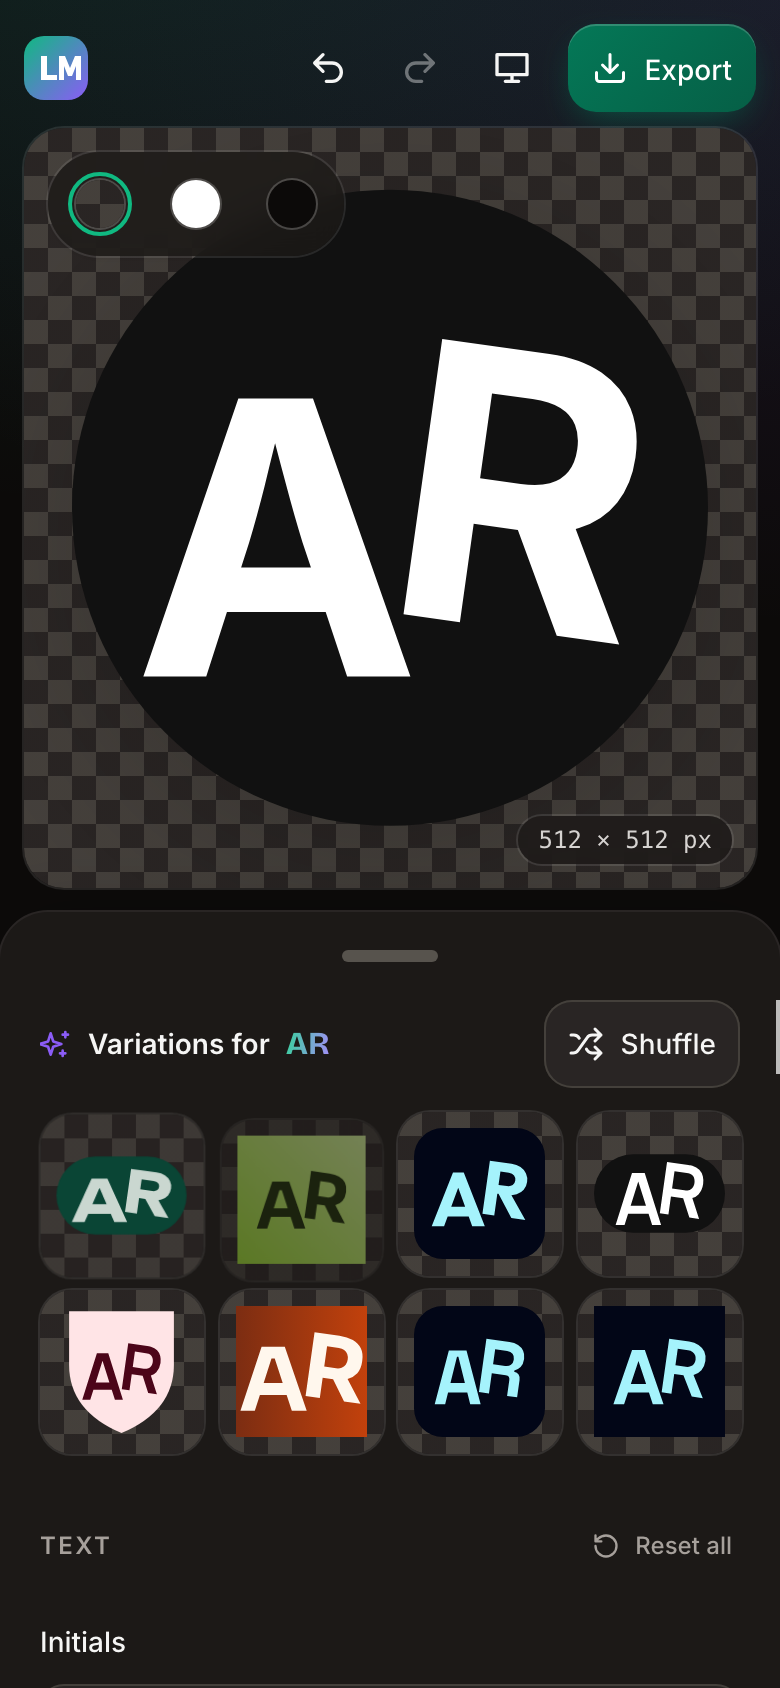 LM
Export
AR
512 × 512 px
Variations for AR
Shuffle
AR AR AR AR
AR AR AR AR
TEXT
Reset all
Initials